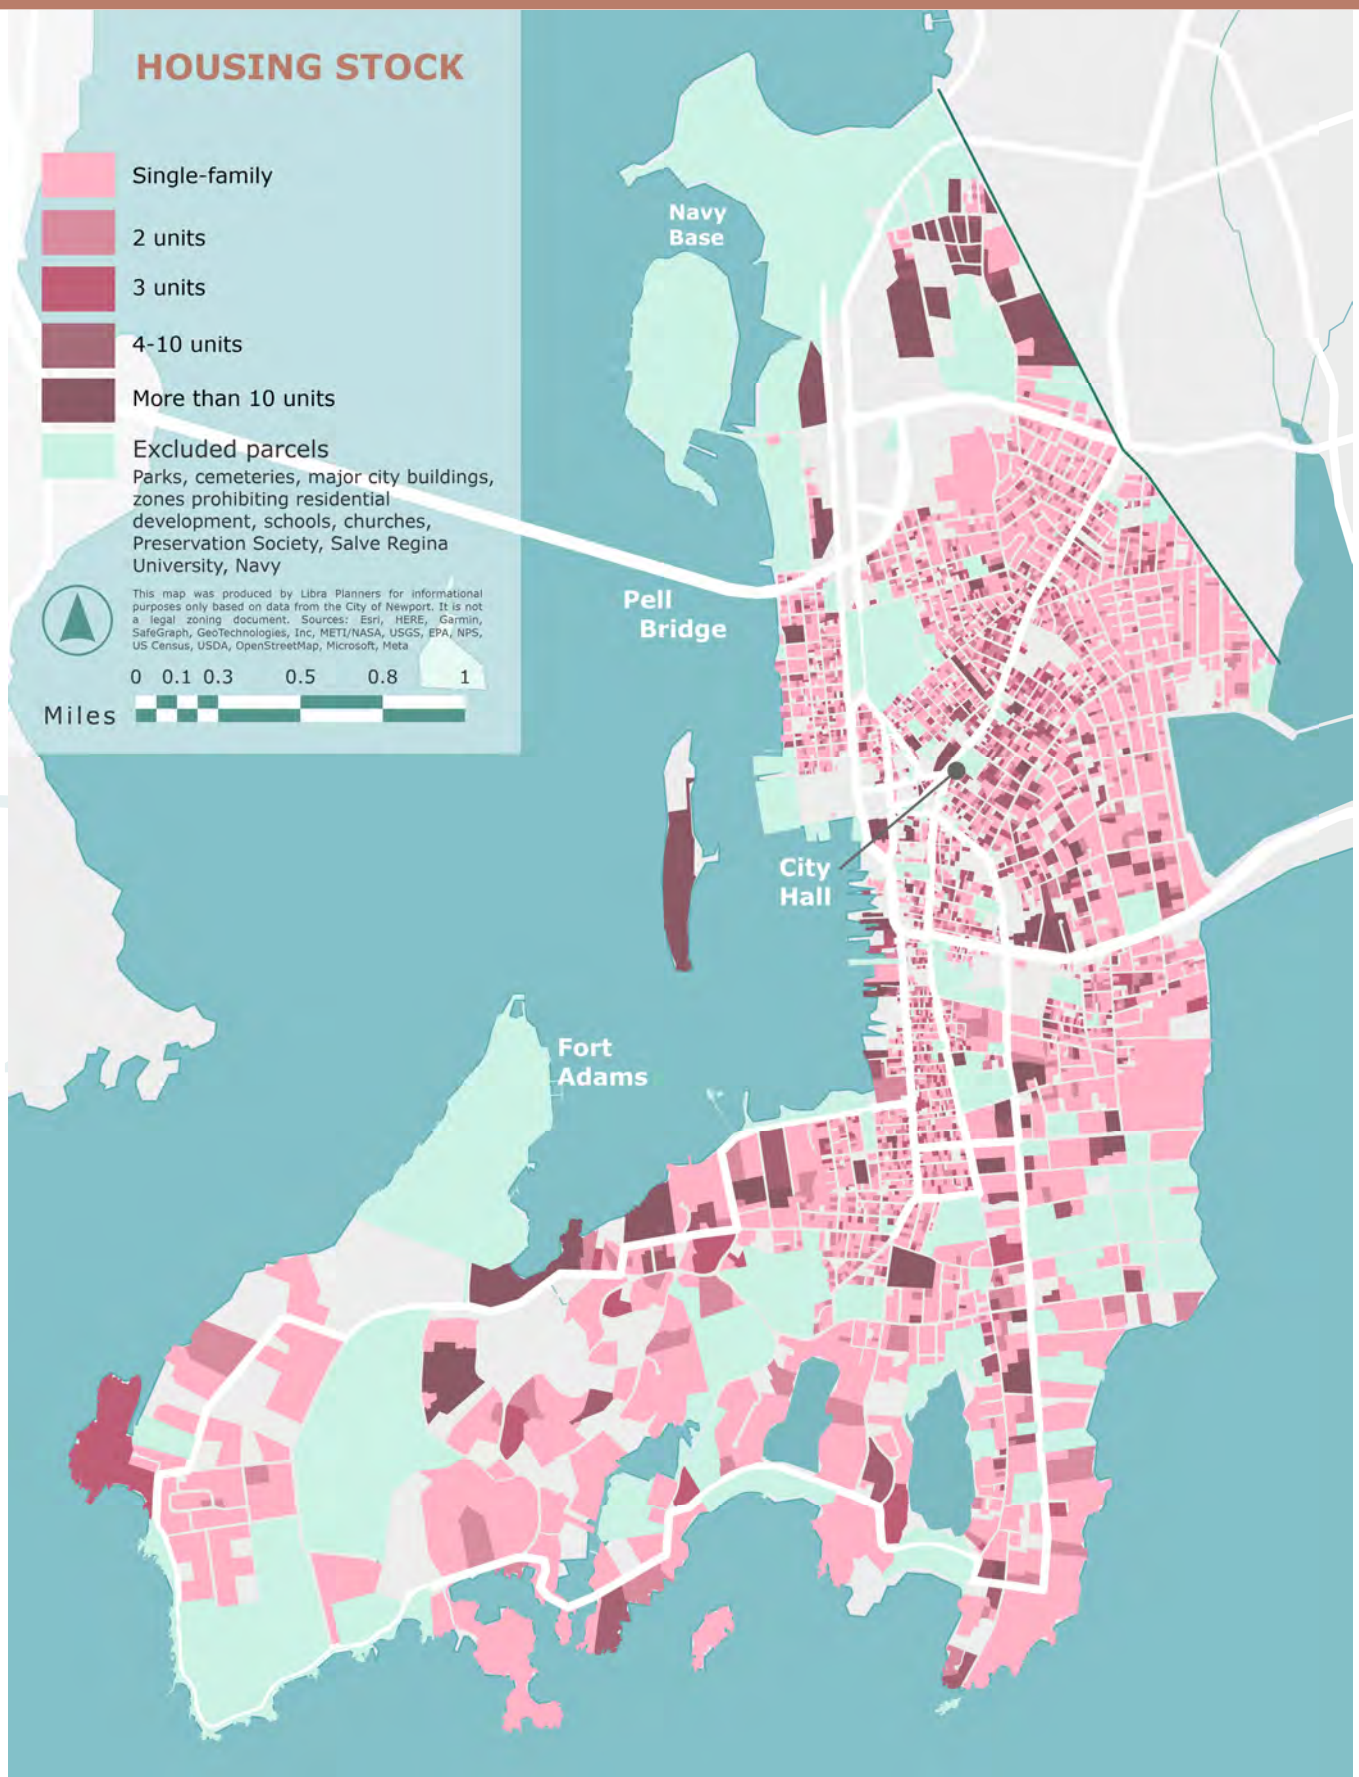 HOUSING STOCK
Single-family
2 units
3 units
4-10 units
More than 10 units
Excluded parcels
Parks, cemeteries, major city buildings,
zones prohibiting residential
development, schools, churches,
Preservation Society, Salve Regina
University, Navy
This map was produced by Libra Planners for informational
purposes only based on data from the City of Newport. It is not
a legal zoning document. Sources: Esri, HERE, Garmin,
SafeGraph, GeoTechnologies, Inc, METI/NASA, USGS, EPA, NPS,
US Census, USDA, OpenStreetMap, Microsoft, Meta
0 0.1 0.3 0.5 0.8 1
Miles
Navy
Base
Pell
Bridge
City
Hall
Fort
Adams